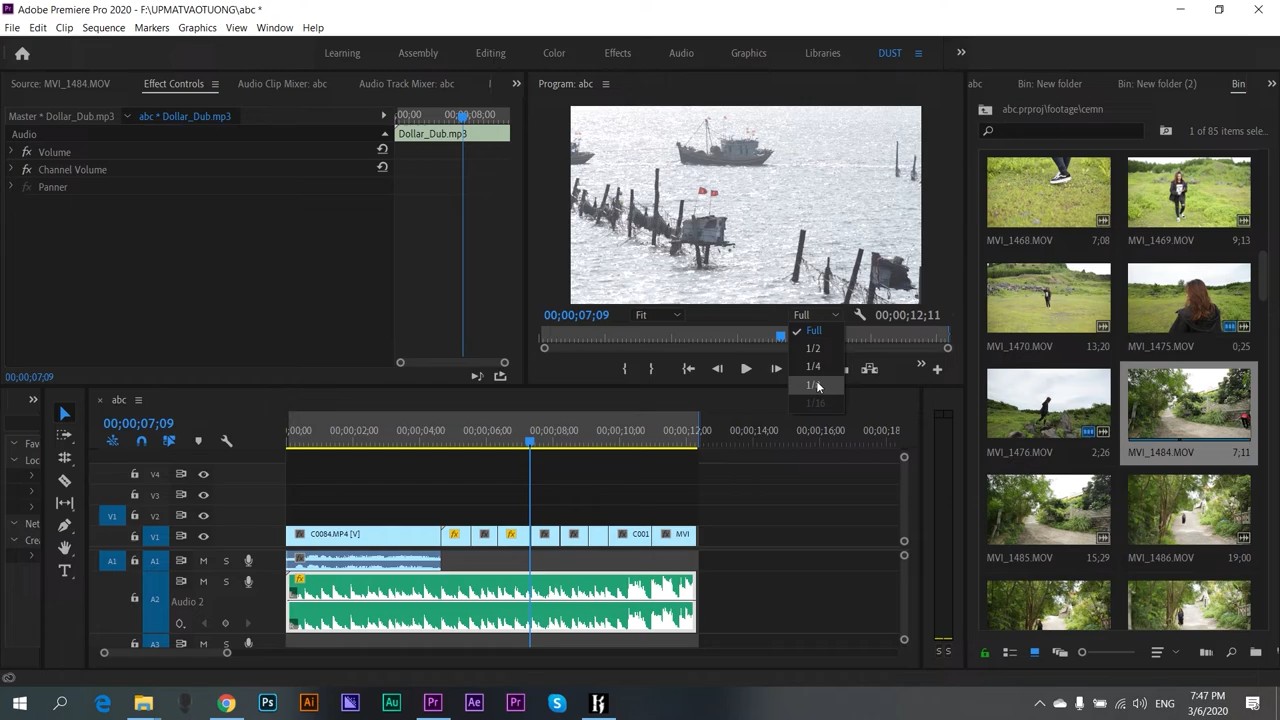 Adobe Premiere Pro 2020 - F:\UPMATVAOTUONG\abc *
File Edit Clip Sequence Markers Graphics View Window Help
Learning Assembly Editing Color Effects Audio Graphics Libraries DUST
Source: MVI_1484.MOV Effect Controls Audio Clip Mixer: abc Audio Track Mixer: abc
Program: abc
abc Bin: New folder Bin: New folder (2) Bin
Master * Dollar_Dub.mp3 abc * Dollar_Dub.mp3
00;00 00;00;08;00
Audio
Dollar_Dub.mp3
Volume
Channel Volume
Panner
abc.prproj\footage\cemn
1 of 85 items sele...
MVI_1468.MOV 7;08
MVI_1469.MOV 9;13
MVI_1470.MOV 13;20
MVI_1475.MOV 0;25
MVI_1476.MOV 2;26
MVI_1484.MOV 7;11
MVI_1485.MOV 15;29
MVI_1486.MOV 19;00
00;00;07;09 Fit Full 00;00;12;11
Full
1/2
1/4
1/16
00;00;07;09
abc
00;00;07;09
;00;00 00;00;02;00 00;00;04;00 00;00;06;00 00;00;08;00 00;00;10;00 00;00;12;00 00;00;14;00 00;00;16;00 00;00;18
Fav
Loc
Net
Crea
V4
V3
V1 V2
V1 C0084.MP4 [V] C001 MVI
A1 A1 M S
A2 M S
Audio 2
A3 M S
S S
ENG
7:47 PM
3/6/2020